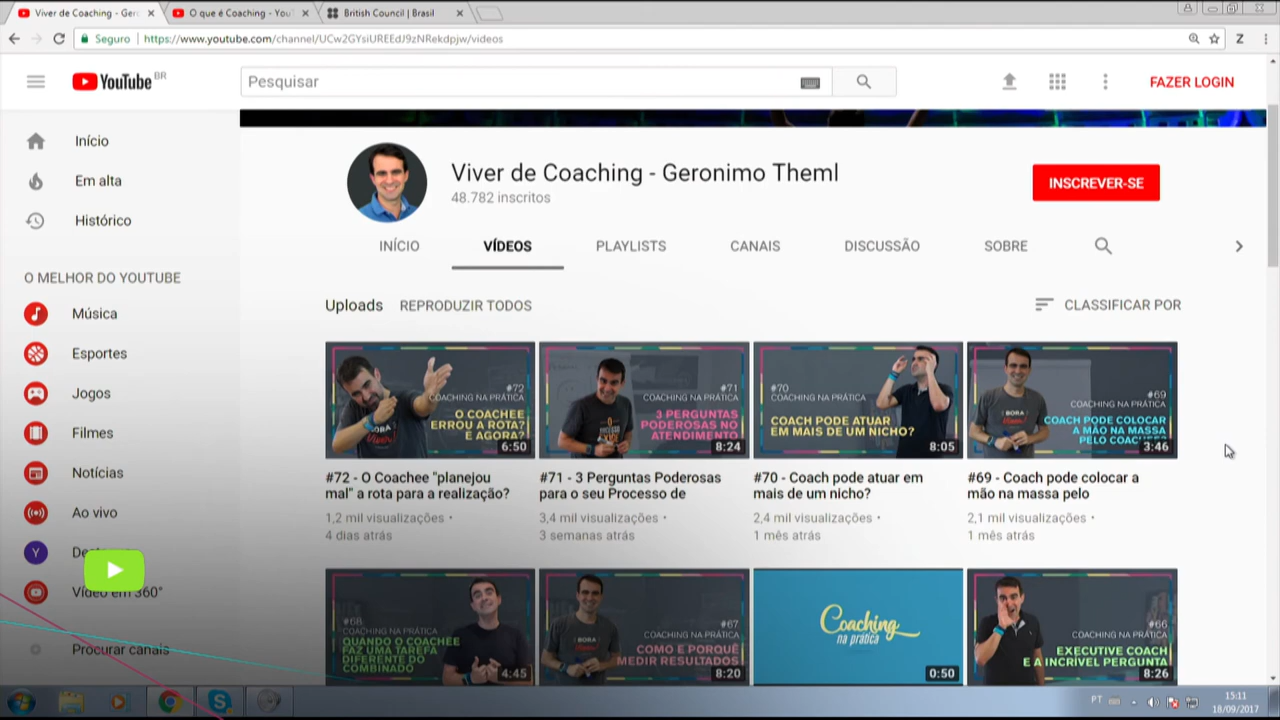 Viver de Coaching - Gero
O que é Coaching - You
British Council | Brasil
Seguro
https://www.youtube.com/channel/UCw2GYsiUREEdJ9zNRekdpjw/videos
YouTube BR
Pesquisar
FAZER LOGIN
Início
Em alta
Histórico
O MELHOR DO YOUTUBE
Música
Esportes
Jogos
Filmes
Notícias
Ao vivo
Vídeo em 360°
Procurar canais
Viver de Coaching - Geronimo Theml
48.782 inscritos
INSCREVER-SE
INÍCIO
VÍDEOS
PLAYLISTS
CANAIS
DISCUSSÃO
SOBRE
Uploads
REPRODUZIR TODOS
CLASSIFICAR POR
#72
COACHING NA PRÁTICA
O COACHEE
ERROU A ROTA?
E AGORA?
6:50
#72 - O Coachee "planejou
mal" a rota para a realização?
1,2 mil visualizações •
4 dias atrás
#71
COACHING NA PRÁTICA
3 PERGUNTAS
PODEROSAS NO
ATENDIMENTO
8:24
#71 - 3 Perguntas Poderosas
para o seu Processo de
3,4 mil visualizações •
3 semanas atrás
#70
COACHING NA PRÁTICA
COACH PODE ATUAR
EM MAIS DE UM NICHO?
8:05
#70 - Coach pode atuar em
mais de um nicho?
2,4 mil visualizações •
1 mês atrás
BORA
#69
COACHING NA PRÁTICA
COACH PODE COLOCAR
A MÃO NA MASSA
PELO COACHEE?
3:46
#69 - Coach pode colocar a
mão na massa pelo
2,1 mil visualizações •
1 mês atrás
#68
COACHING NA PRÁTICA
QUANDO O COACHEE
FAZ UMA TAREFA
DIFERENTE DO
COMBINADO
4:45
BORA
#67
COACHING NA PRÁTICA
COMO E PORQUÊ
MEDIR RESULTADOS
8:20
Coaching
na prática
0:50
#66
COACHING NA PRÁTICA
EXECUTIVE COACH
E A INCRÍVEL PERGUNTA
8:26
PT
15:11
18/09/2017